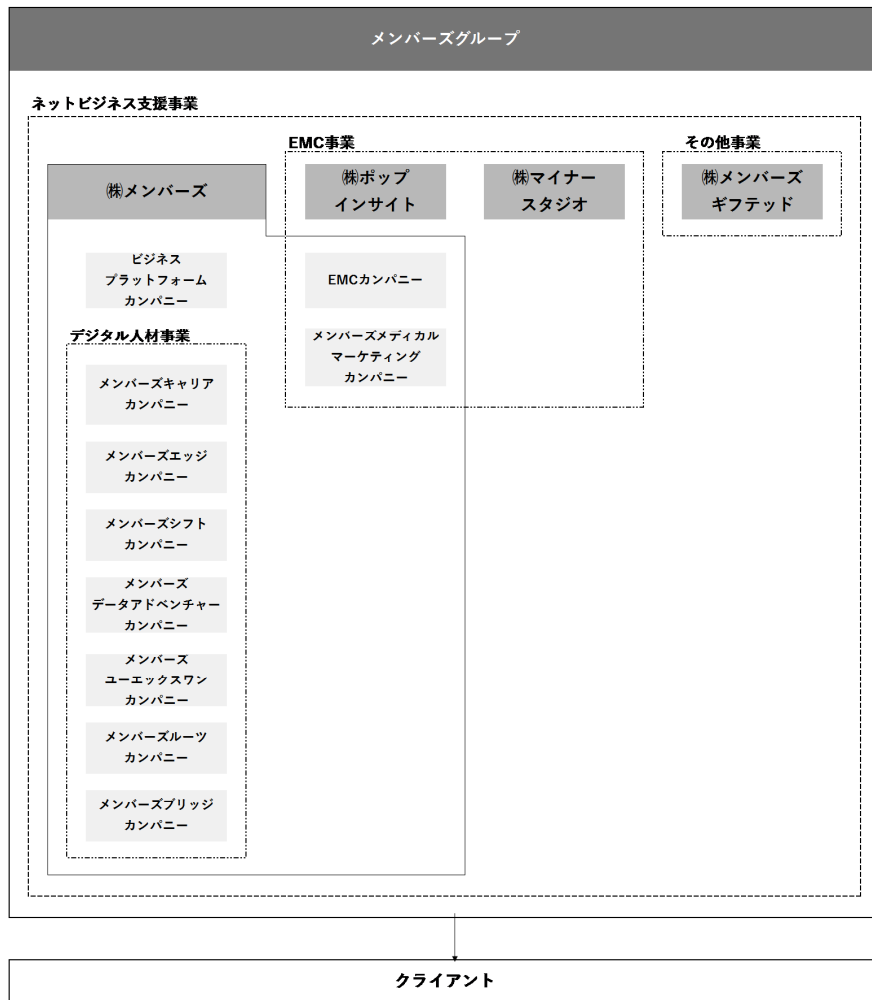 メンバーズグループ
ネットビジネス支援事業
EMC事業
その他事業
㈱メンバーズ
㈱ポップ
インサイト
㈱マイナー
スタジオ
㈱メンバーズ
ギフテッド
ビジネス
プラットフォーム
カンパニー
EMCカンパニー
メンバーズメディカル
マーケティング
カンパニー
デジタル人材事業
メンバーズキャリア
カンパニー
メンバーズエッジ
カンパニー
メンバーズシフト
カンパニー
メンバーズ
データアドベンチャー
カンパニー
メンバーズ
ユーエックスワン
カンパニー
メンバーズルーツ
カンパニー
メンバーズブリッジ
カンパニー
クライアント